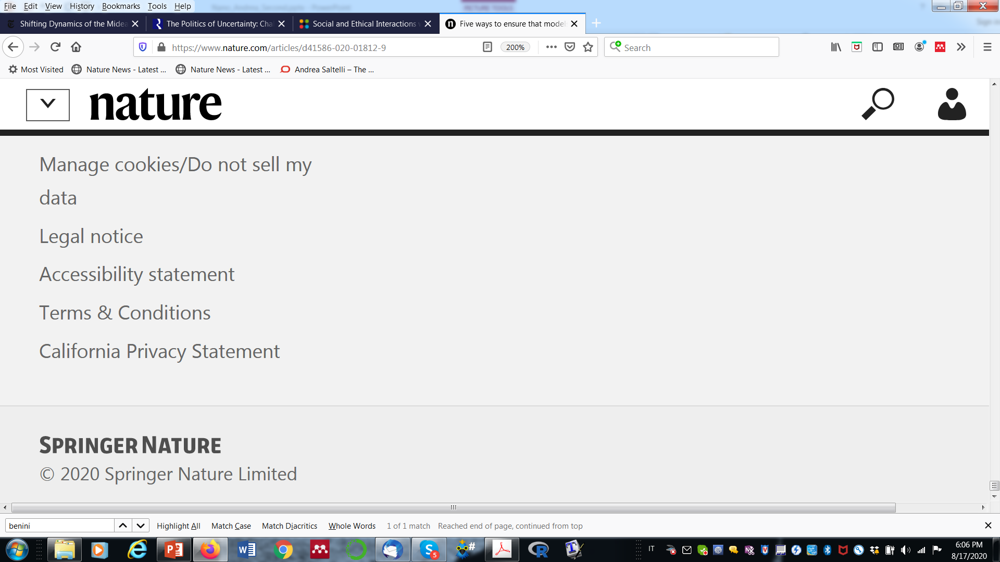 File Edit View History Bookmarks Tools Help
Shifting Dynamics of the Midea
The Politics of Uncertainty: Cha
Social and Ethical Interactions
Five ways to ensure that model
https://www.nature.com/articles/d41586-020-01812-9
200%
Search
Most Visited
Nature News - Latest ...
Nature News - Latest ...
Andrea Saltelli – The ...
nature
Manage cookies/Do not sell my
data
Legal notice
Accessibility statement
Terms & Conditions
California Privacy Statement
SPRINGER NATURE
© 2020 Springer Nature Limited
benini
Highlight All Match Case Match Diacritics Whole Words 1 of 1 match Reached end of page, continued from top
IT
6:06 PM
8/17/2020